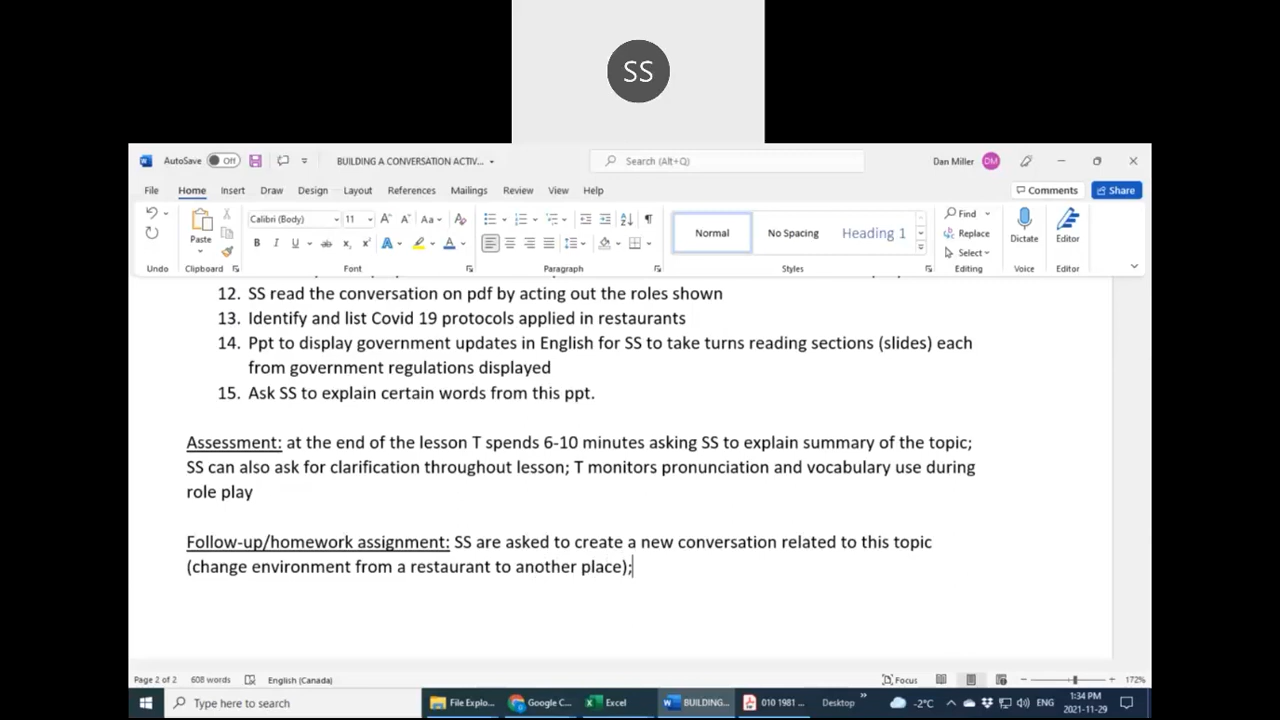 SS
AutoSave Off BUILDING A CONVERSATION ACTIV... Search (Alt+Q) Dan Miller DM
File Home Insert Draw Design Layout References Mailings Review View Help Comments Share
Calibri (Body) 11 Aa
Paste Normal No Spacing Heading 1 Find Replace Select Dictate Editor
Undo Clipboard Font Paragraph Styles Editing Voice Editor
12. SS read the conversation on pdf by acting out the roles shown
13. Identify and list Covid 19 protocols applied in restaurants
14. Ppt to display government updates in English for SS to take turns reading sections (slides) each
from government regulations displayed
15. Ask SS to explain certain words from this ppt.
Assessment: at the end of the lesson T spends 6-10 minutes asking SS to explain summary of the topic;
SS can also ask for clarification throughout lesson; T monitors pronunciation and vocabulary use during
role play
Follow-up/homework assignment: SS are asked to create a new conversation related to this topic
(change environment from a restaurant to another place);
Page 2 of 2 608 words English (Canada) Focus 172%
Type here to search File Explo... Google C... Excel BUILDING... 010 1981 ... Desktop -2°C ENG 1:34 PM
2021-11-29